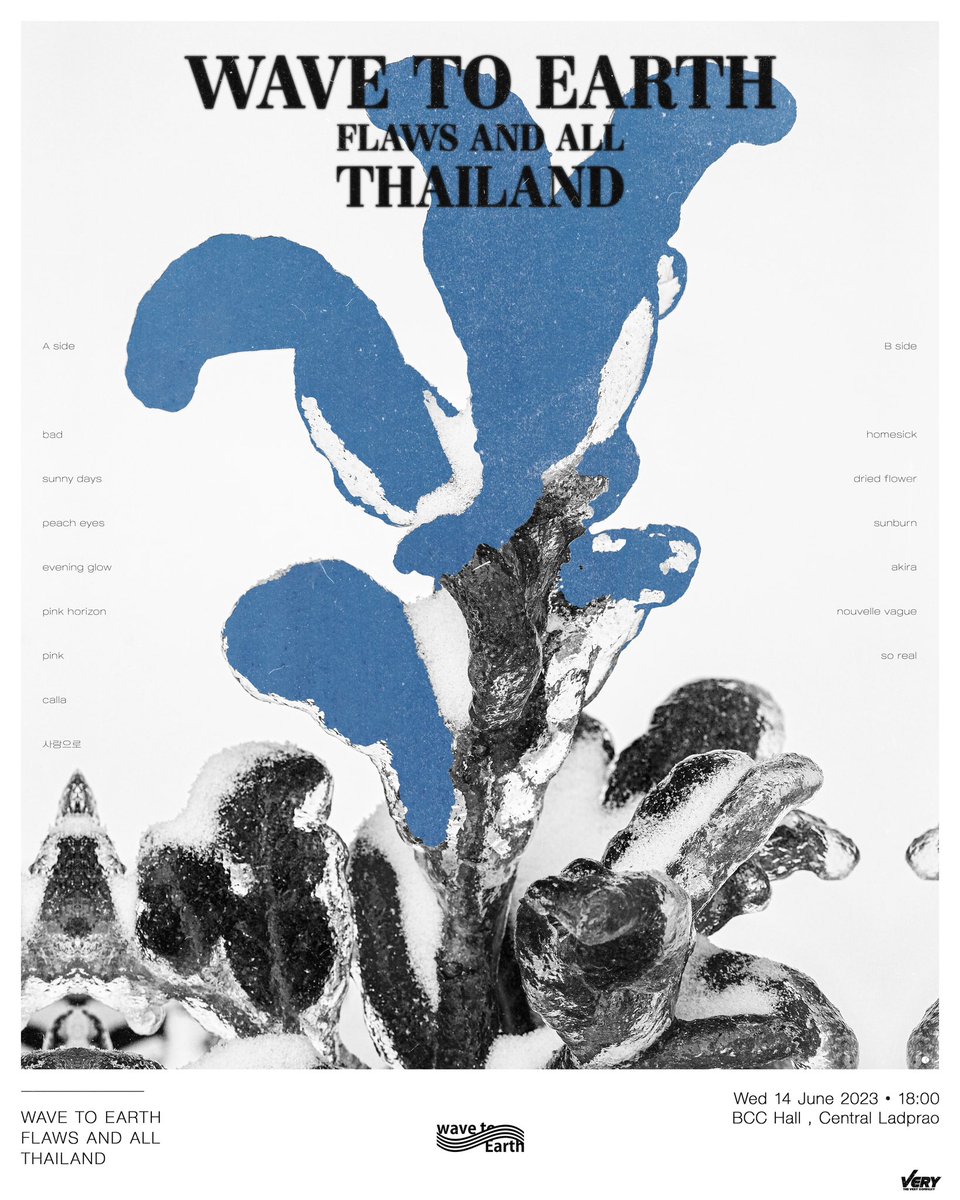 WAVE TO EARTH
FLAWS AND ALL
THAILAND
A side
bad
sunny days
peach eyes
evening glow
pink horizon
pink
calla
사랑으로
B side
homesick
dried flower
sunburn
akira
nouvelle vague
so real
WAVE TO EARTH
FLAWS AND ALL
THAILAND
wave to
Earth
Wed 14 June 2023 • 18:00
BCC Hall , Central Ladprao
VERY